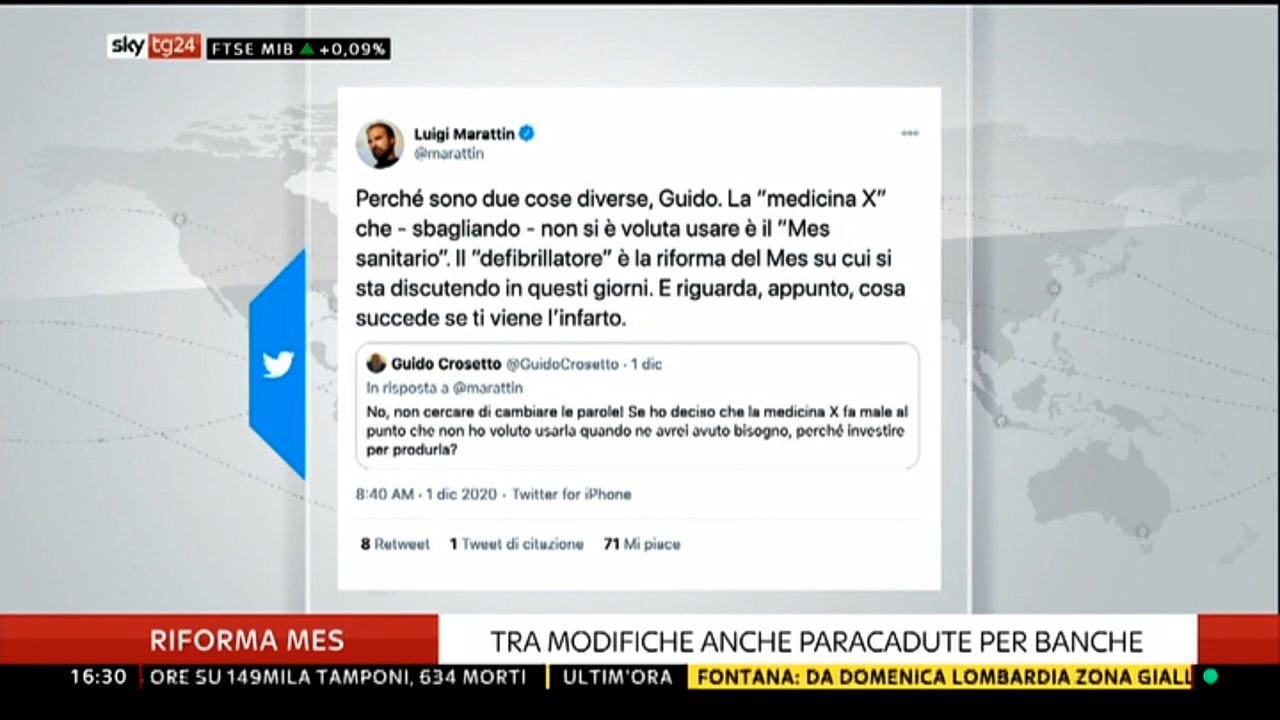 sky tg24 FTSE MIB ▲ +0,09%
Luigi Marattin
@marattin
Perché sono due cose diverse, Guido. La “medicina X”
che - sbagliando - non si è voluta usare è il “Mes
sanitario”. Il “defibrillatore” è la riforma del Mes su cui si
sta discutendo in questi giorni. E riguarda, appunto, cosa
succede se ti viene l’infarto.
Guido Crosetto @GuidoCrosetto · 1 dic
In risposta a @marattin
No, non cercare di cambiare le parole! Se ho deciso che la medicina X fa male al
punto che non ho voluto usarla quando ne avrei avuto bisogno, perché investire
per produrla?
8:40 AM · 1 dic 2020 · Twitter for iPhone
8 Retweet 1 Tweet di citazione 71 Mi piace
RIFORMA MES TRA MODIFICHE ANCHE PARACADUTE PER BANCHE
16:30 ORE SU 149MILA TAMPONI, 634 MORTI ULTIM'ORA FONTANA: DA DOMENICA LOMBARDIA ZONA GIALL